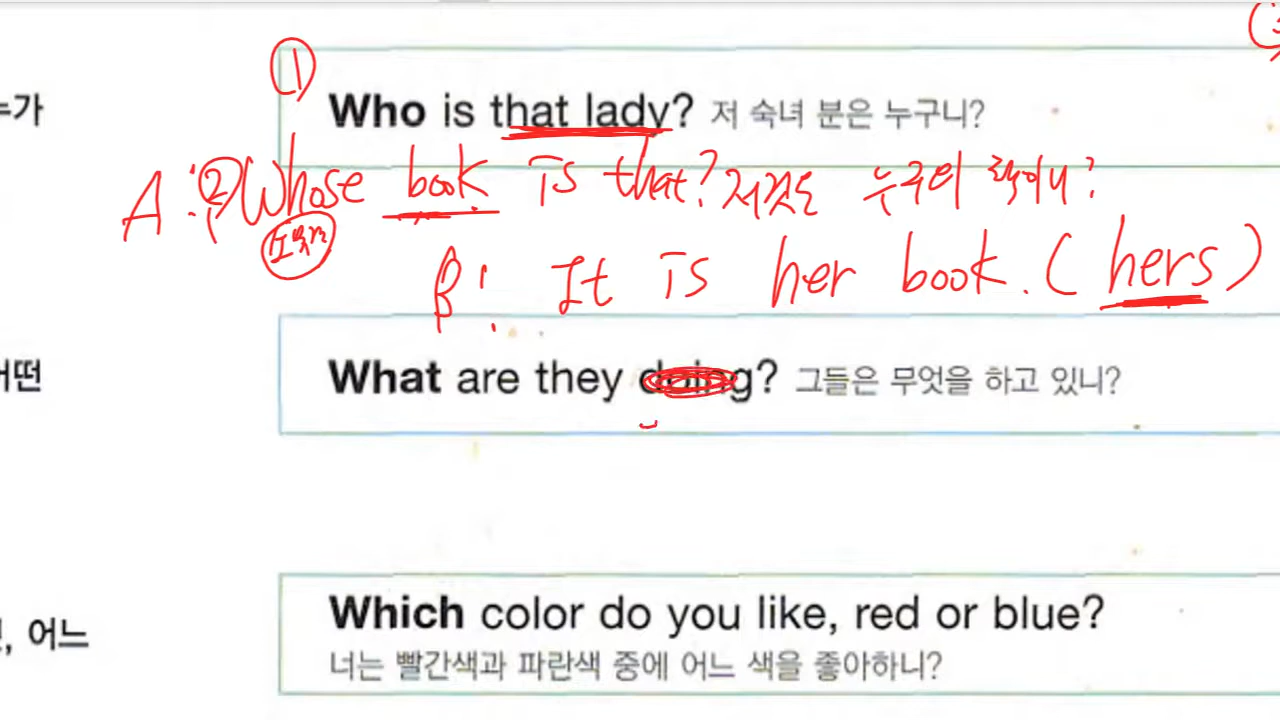 ①
누가
Who is that lady? 저 숙녀 분은 누구니?
A: ② Whose book is that? 저것은 누구의 책이니?
B: It is her book. (hers)
어떤
What are they doing? 그들은 무엇을 하고 있니?
Which color do you like, red or blue?
, 어느
너는 빨간색과 파란색 중에 어느 색을 좋아하니?